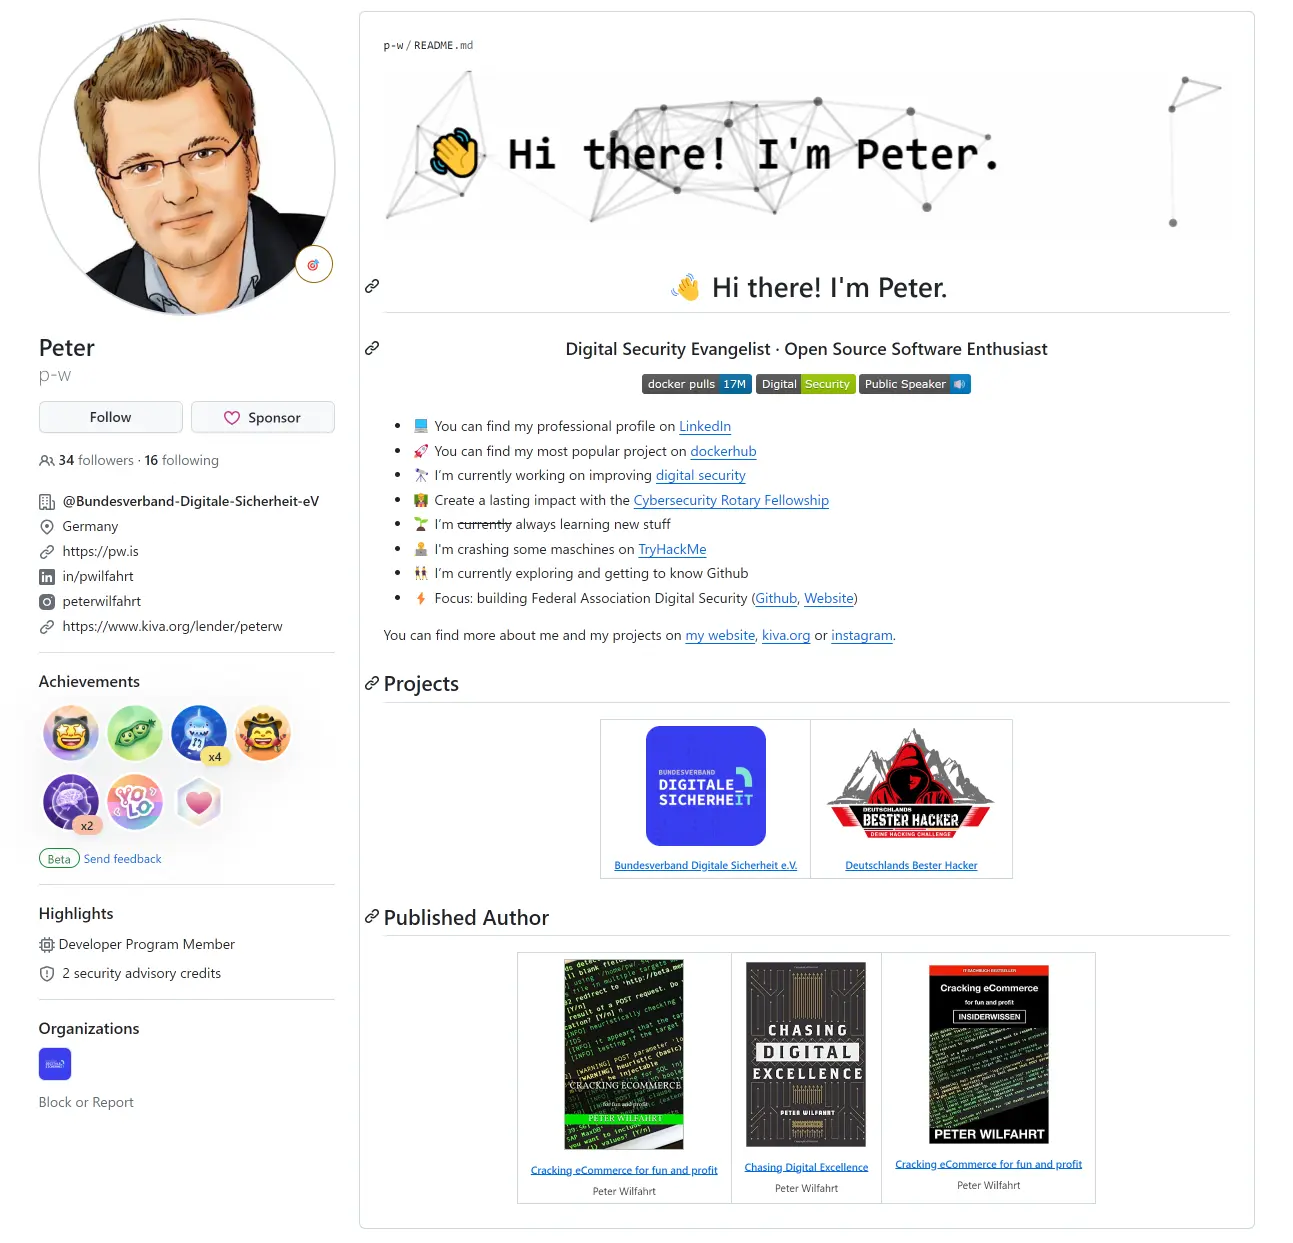 Peter
p-w
Follow
Sponsor
34 followers · 16 following
@Bundesverband-Digitale-Sicherheit-eV
Germany
https://pw.is
in/pwilfahrt
peterwilfahrt
https://www.kiva.org/lender/peterw
Achievements
x4
YOLO
x2
Beta Send feedback
Highlights
Developer Program Member
2 security advisory credits
Organizations
Block or Report
p-w/README.md
👋 Hi there! I'm Peter.
👋 Hi there! I'm Peter.
Digital Security Evangelist · Open Source Software Enthusiast
docker pulls 17M Digital Security Public Speaker 🔊
You can find my professional profile on LinkedIn
You can find my most popular project on dockerhub
I'm currently working on improving digital security
Create a lasting impact with the Cybersecurity Rotary Fellowship
I'm currently always learning new stuff
I'm crashing some maschines on TryHackMe
I'm currently exploring and getting to know Github
Focus: building Federal Association Digital Security (Github, Website)
You can find more about me and my projects on my website, kiva.org or instagram.
Projects
BUNDESVERBAND
DIGITALE_
SICHERHEIT
Bundesverband Digitale Sicherheit e.V.
DEUTSCHLANDS
BESTER HACKER
DEINE HACKING CHALLENGE
Deutschlands Bester Hacker
Published Author
CRACKING ECOMMERCE
for fun and profit
PETER WILFAHRT
Cracking eCommerce for fun and profit
Peter Wilfahrt
CHASING
DIGITAL
EXCELLENCE
PETER WILFAHRT
Chasing Digital Excellence
Peter Wilfahrt
IT-SACHBUCH BESTSELLER
Cracking eCommerce
for fun and profit
INSIDERWISSEN
PETER WILFAHRT
Cracking eCommerce for fun and profit
Peter Wilfahrt